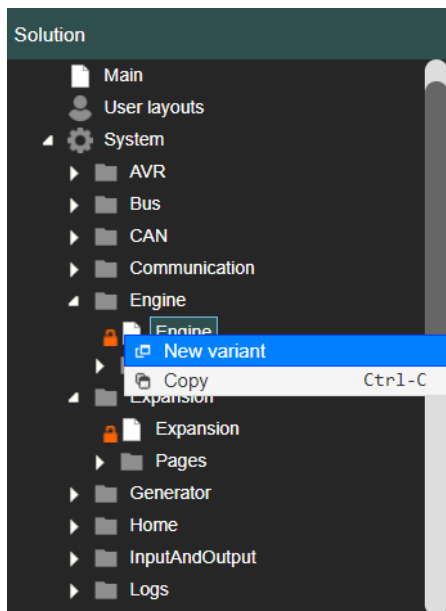 Solution
Main
User layouts
System
AVR
Bus
CAN
Communication
Engine
Engine
New variant
Copy Ctrl-C
Expansion
Expansion
Pages
Generator
Home
InputAndOutput
Logs